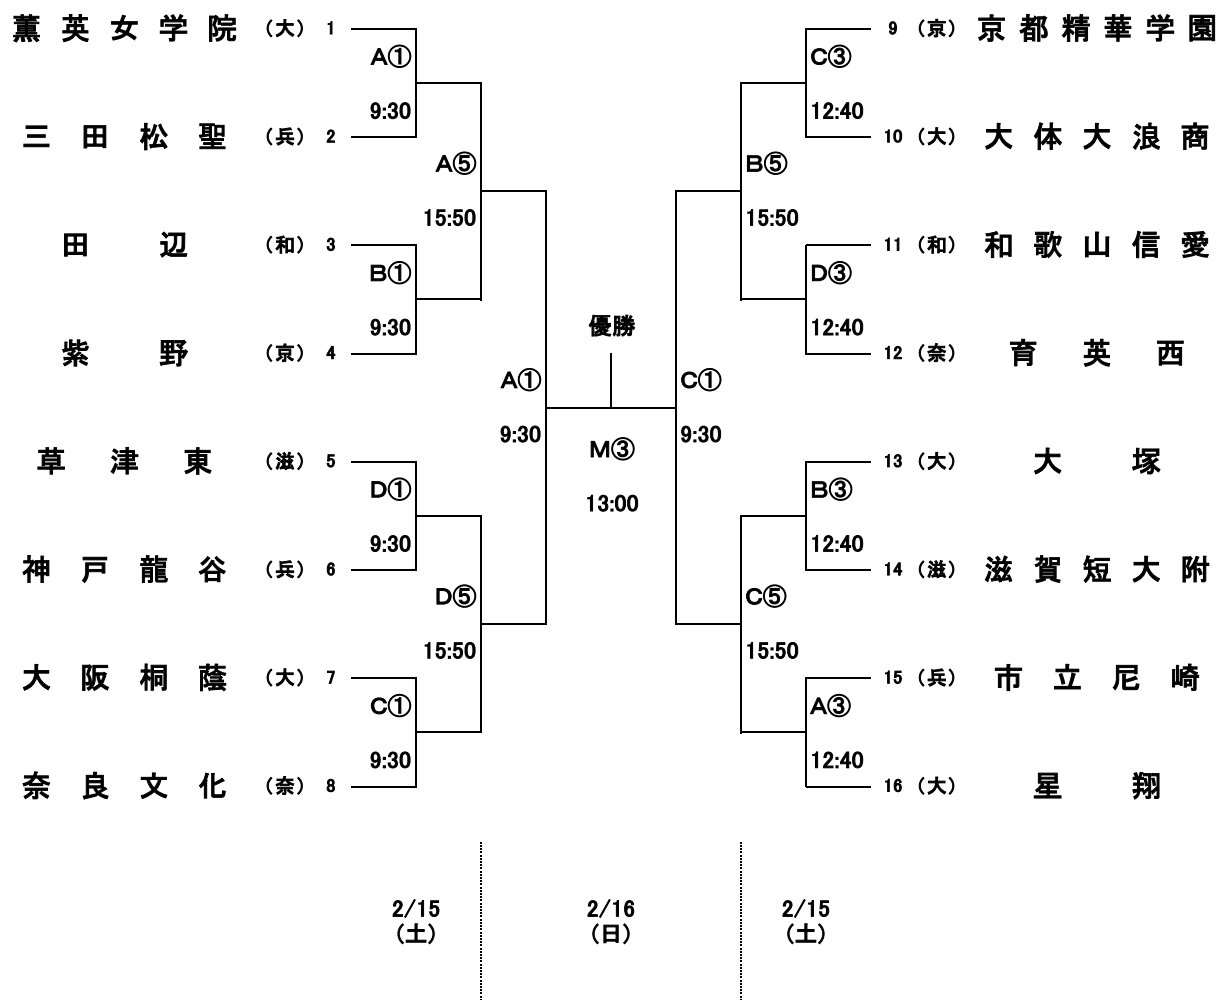 薫英女学院 （大） 1
A①
9:30
三田松聖 （兵） 2
A⑤
15:50
田辺 （和） 3
B①
9:30
紫野 （京） 4
A①
9:30
草津東 （滋） 5
D①
9:30
神戸龍谷 （兵） 6
D⑤
15:50
大阪桐蔭 （大） 7
C①
9:30
奈良文化 （奈） 8
優勝
M③
13:00
9 （京） 京都精華学園
C③
12:40
10 （大） 大体大浪商
B⑤
15:50
11 （和） 和歌山信愛
D③
12:40
12 （奈） 育英西
C①
9:30
13 （大） 大塚
B③
12:40
14 （滋） 滋賀短大附
C⑤
15:50
15 （兵） 市立尼崎
A③
12:40
16 （大） 星翔
2/15
（土）
2/16
（日）
2/15
（土）